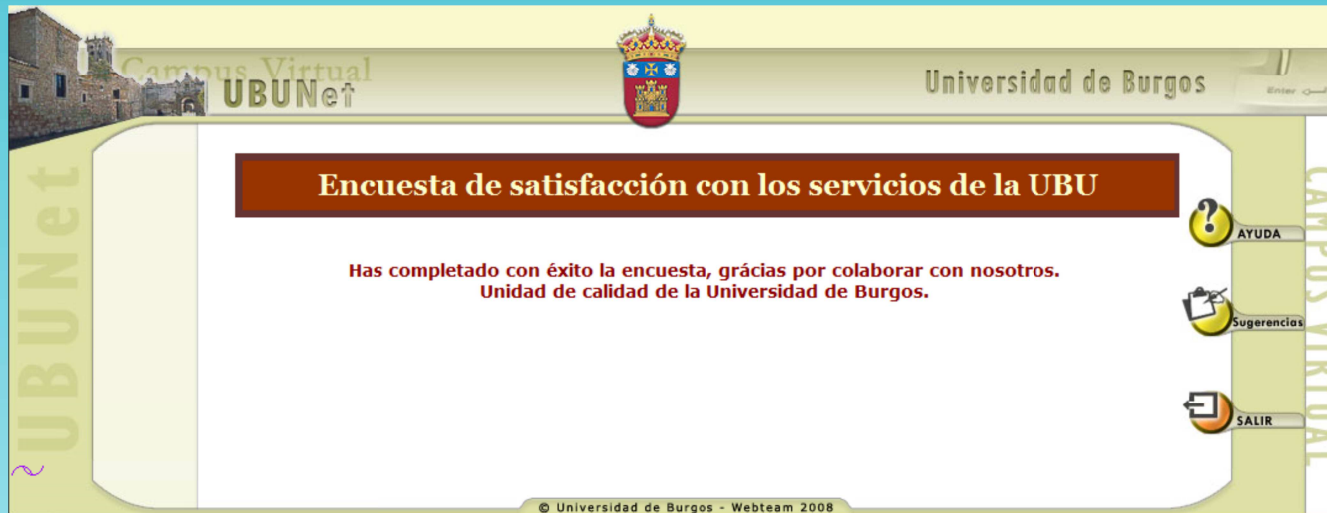 Campus Virtual
UBUNet
Universidad de Burgos
Enter
UBUNet
Encuesta de satisfacción con los servicios de la UBU
Has completado con éxito la encuesta, grácias por colaborar con nosotros.
Unidad de calidad de la Universidad de Burgos.
AYUDA
Sugerencias
SALIR
CAMPUS VIRTUAL
© Universidad de Burgos - Webteam 2008